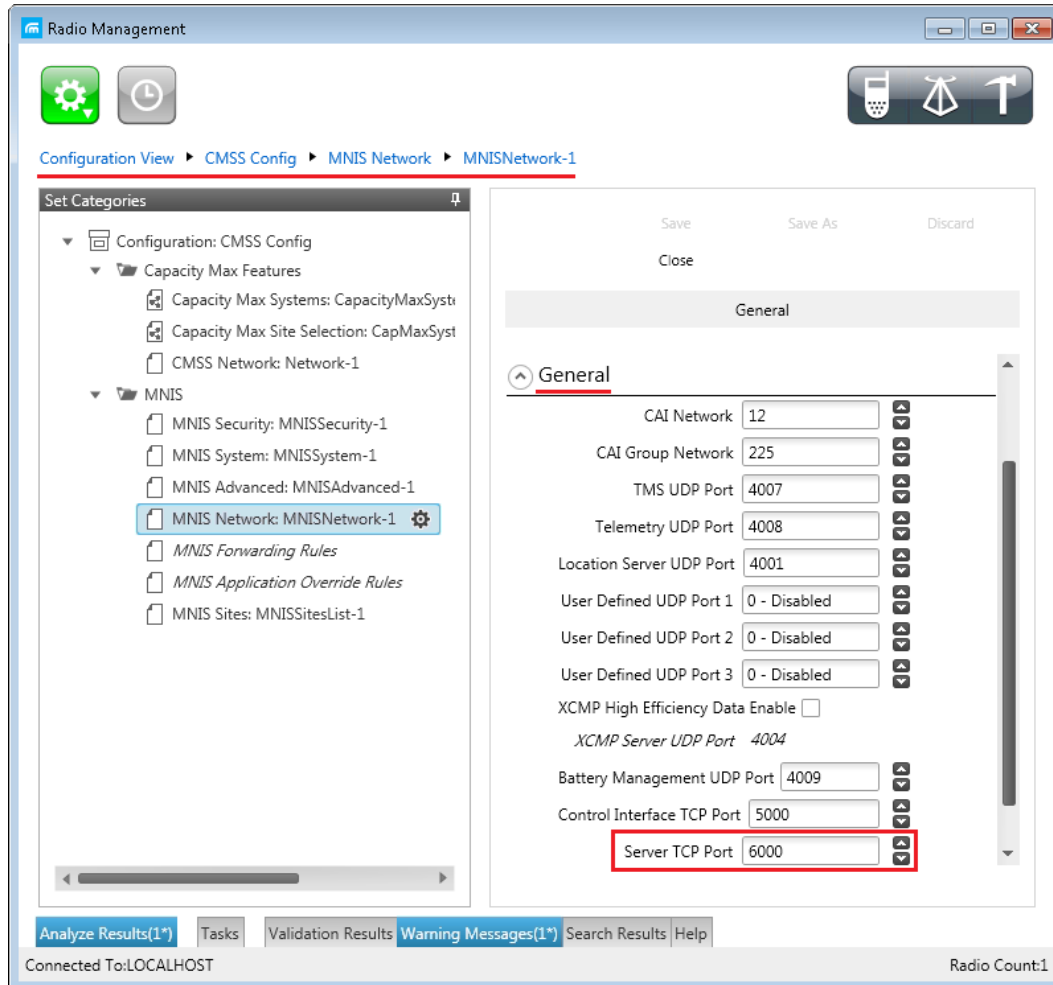 Radio Management
Configuration View CMSS Config MNIS Network MNISNetwork-1
Set Categories
Configuration: CMSS Config
Capacity Max Features
Capacity Max Systems: CapacityMaxSyste
Capacity Max Site Selection: CapMaxSyst
CMSS Network: Network-1
MNIS
MNIS Security: MNISSecurity-1
MNIS System: MNISSystem-1
MNIS Advanced: MNISAdvanced-1
MNIS Network: MNISNetwork-1
MNIS Forwarding Rules
MNIS Application Override Rules
MNIS Sites: MNISSitesList-1
Save Save As Discard
Close
General
General
CAI Network 12
CAI Group Network 225
TMS UDP Port 4007
Telemetry UDP Port 4008
Location Server UDP Port 4001
User Defined UDP Port 1 0 - Disabled
User Defined UDP Port 2 0 - Disabled
User Defined UDP Port 3 0 - Disabled
XCMP High Efficiency Data Enable
XCMP Server UDP Port 4004
Battery Management UDP Port 4009
Control Interface TCP Port 5000
Server TCP Port 6000
Analyze Results(1*) Tasks Validation Results Warning Messages(1*) Search Results Help
Connected To:LOCALHOST Radio Count:1